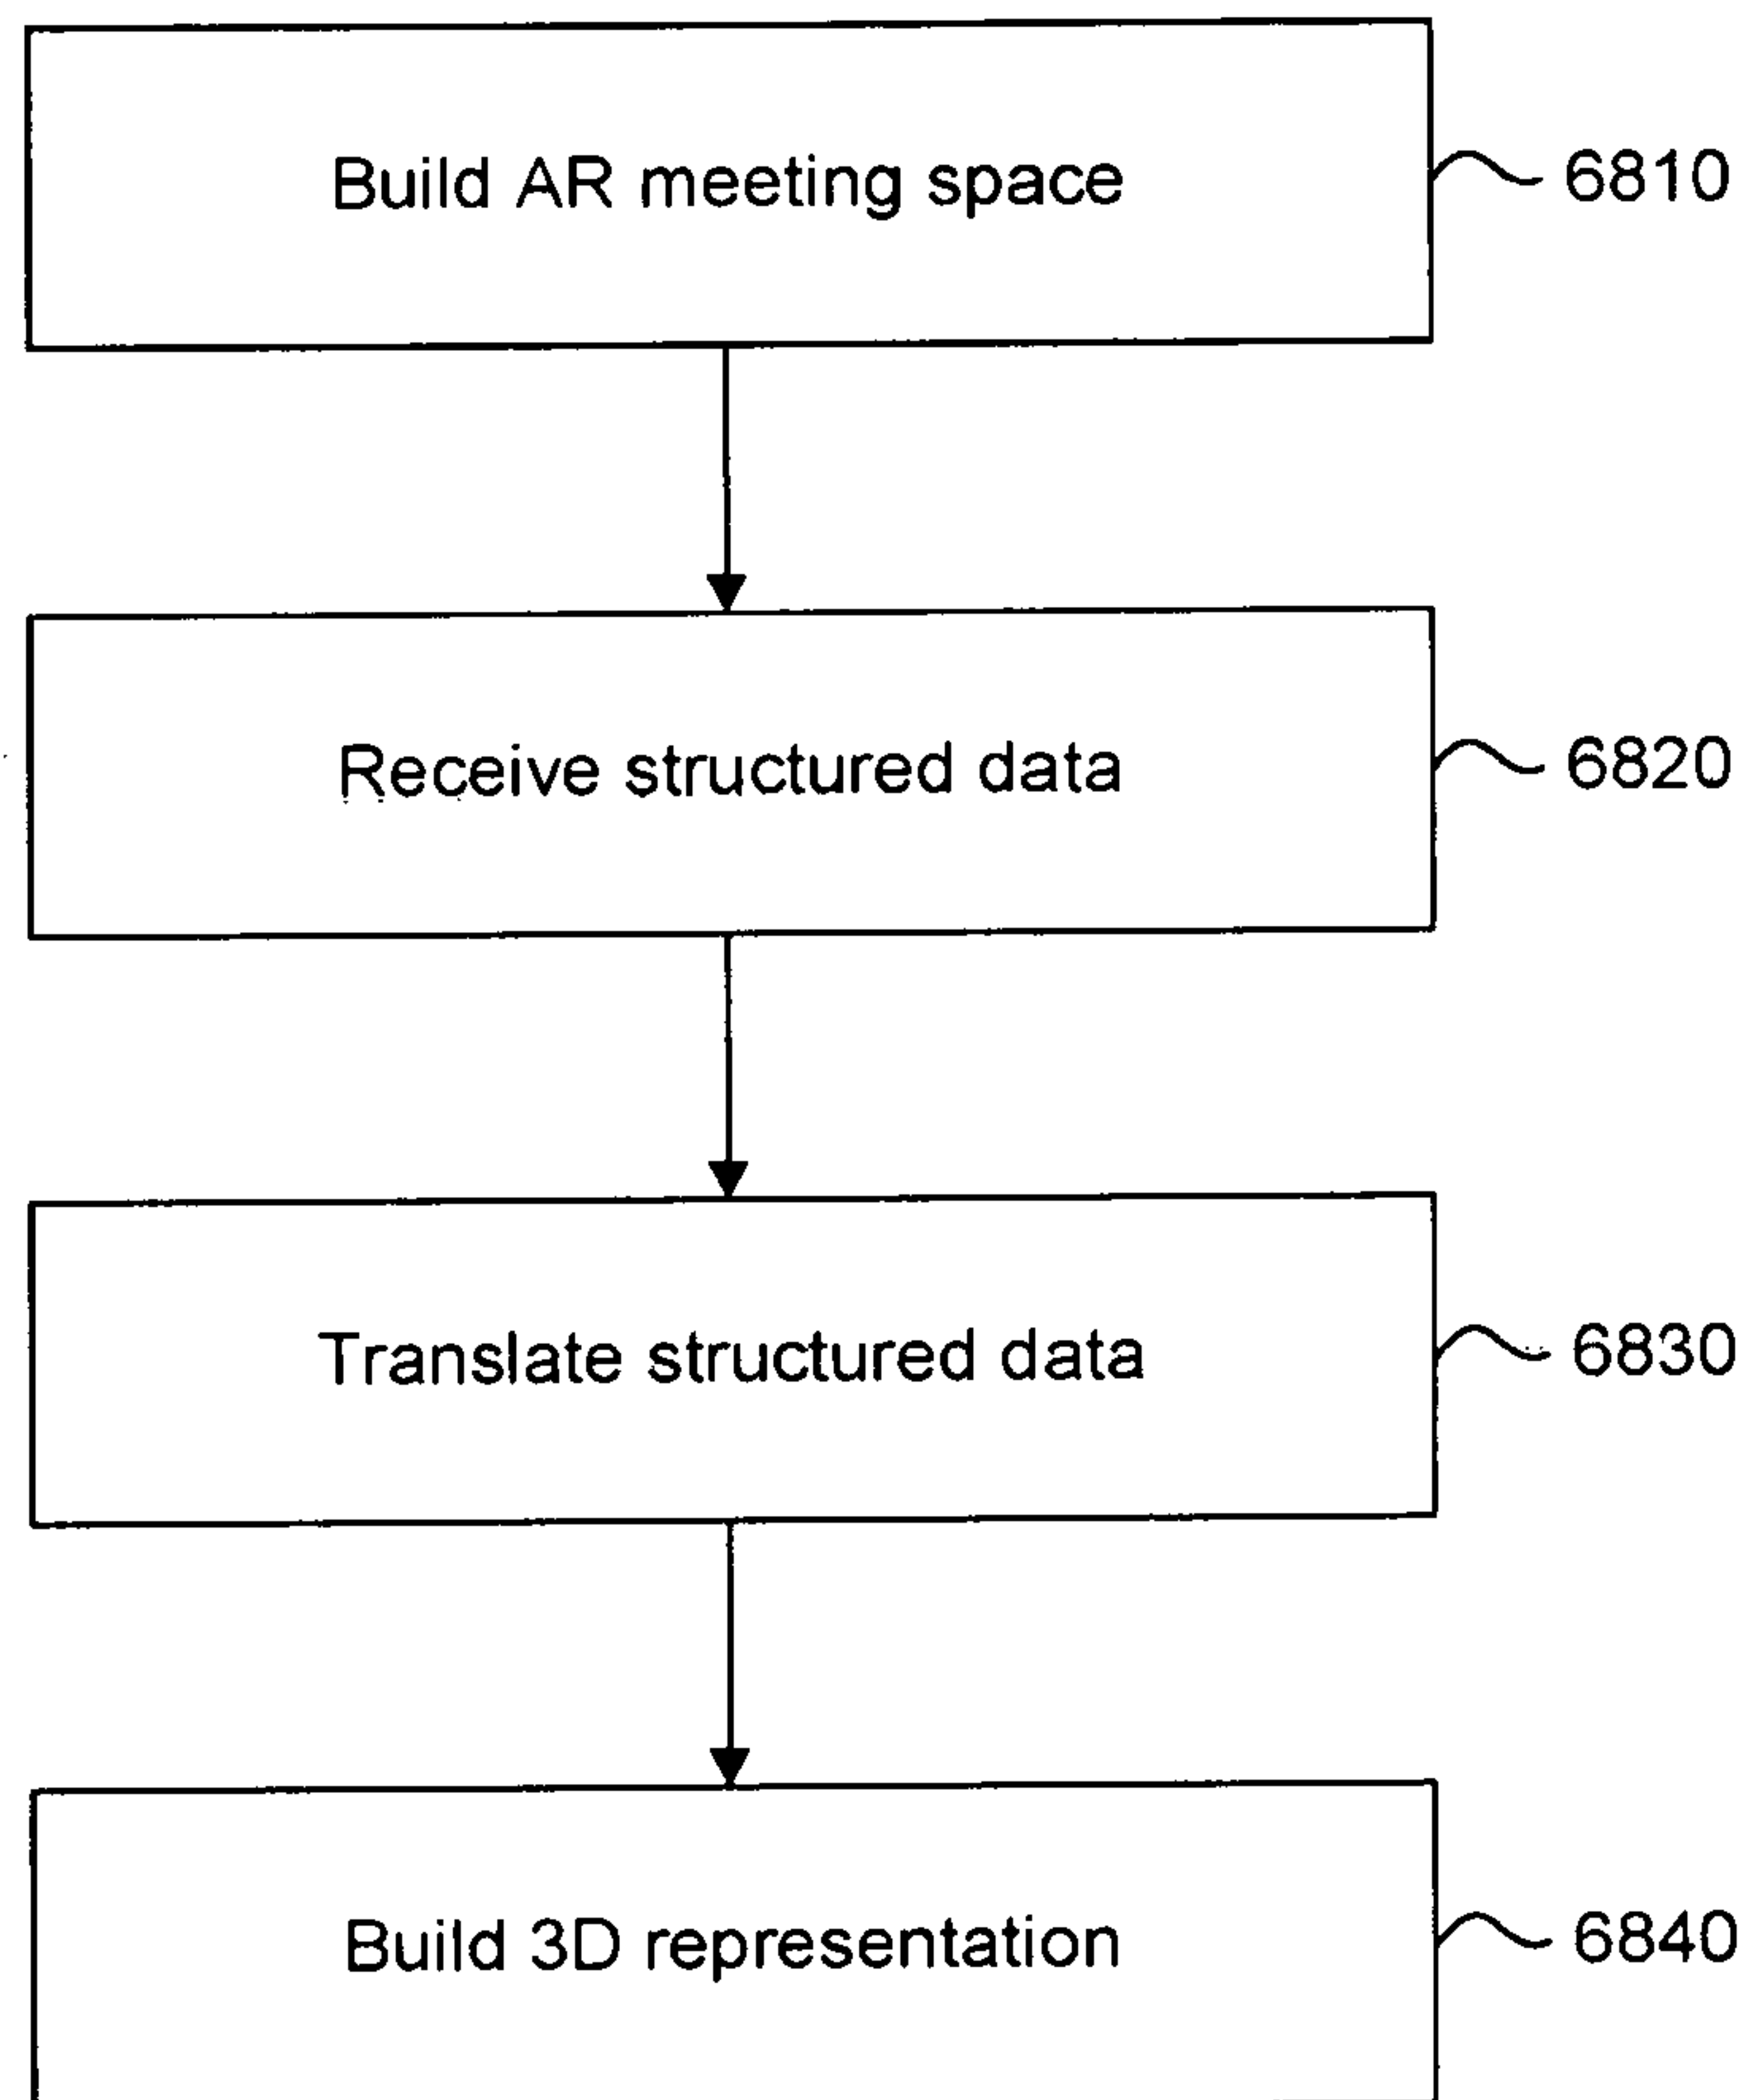 Build AR meeting space
6810
Receive structured data
6820
Translate structured data
6830
Build 3D representation
6840